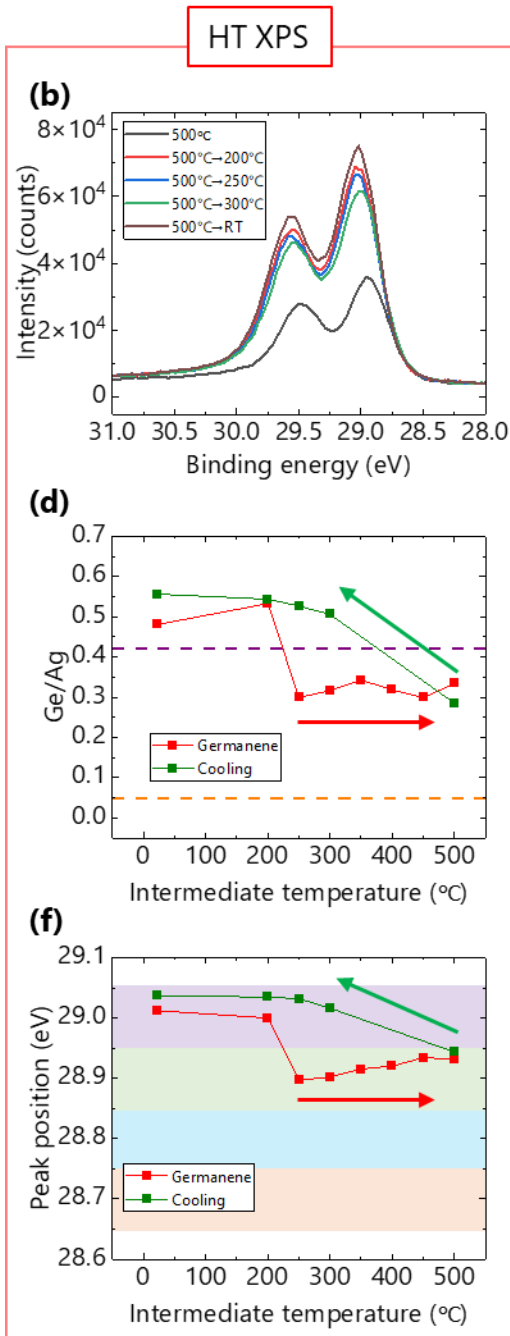 HT XPS
(b)
8× 10⁴
6× 10⁴
4× 10⁴
2× 10⁴
0
Intensity (counts)
500℃
500℃→200℃
500℃→250℃
500℃→300℃
500℃→RT
31.0 30.5 30.0 29.5 29.0 28.5 28.0
Binding energy (eV)
(d)
0.7
0.6
0.5
0.4
0.3
0.2
0.1
0.0
Ge/Ag
Germanene
Cooling
0 100 200 300 400 500
Intermediate temperature (℃)
(f)
29.1
29.0
28.9
28.8
28.7
28.6
Peak position (eV)
Germanene
Cooling
0 100 200 300 400 500
Intermediate temperature (℃)